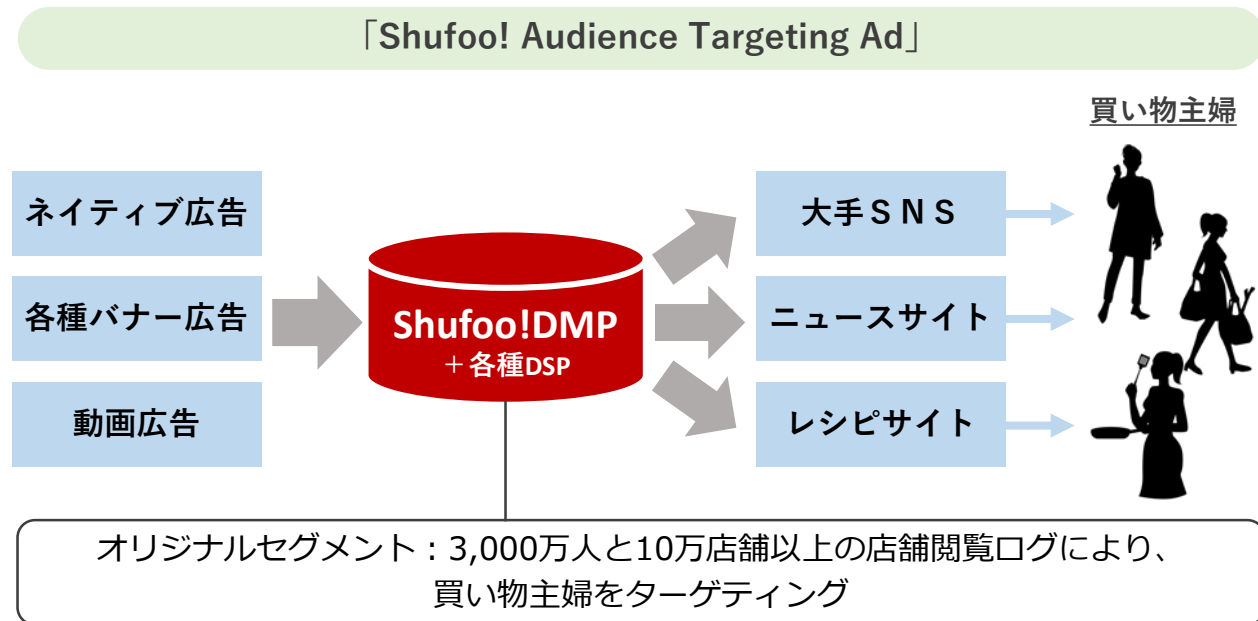 「Shufoo! Audience Targeting Ad」
買い物主婦
ネイティブ広告
各種バナー広告
動画広告
Shufoo!DMP
＋各種DSP
大手ＳＮＳ
ニュースサイト
レシピサイト
オリジナルセグメント：3,000万人と10万店舗以上の店舗閲覧ログにより、
買い物主婦をターゲティング